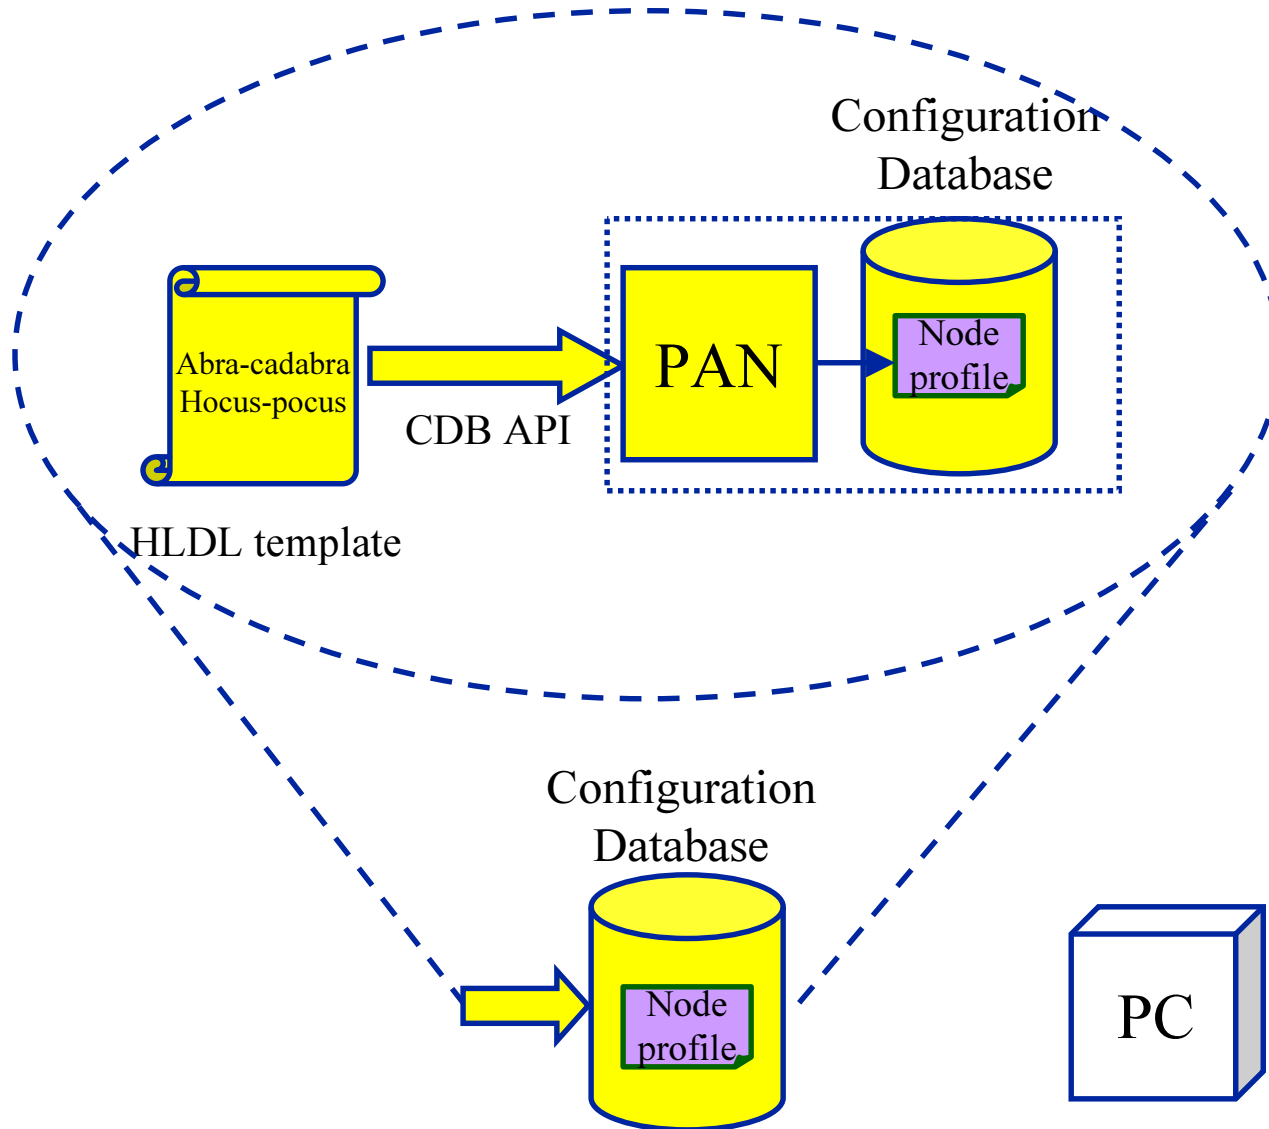 Configuration
Database
Abra-cadabra
Hocus-pocus
PAN
Node
profile
CDB API
HLDL template
Configuration
Database
Node
profile
PC